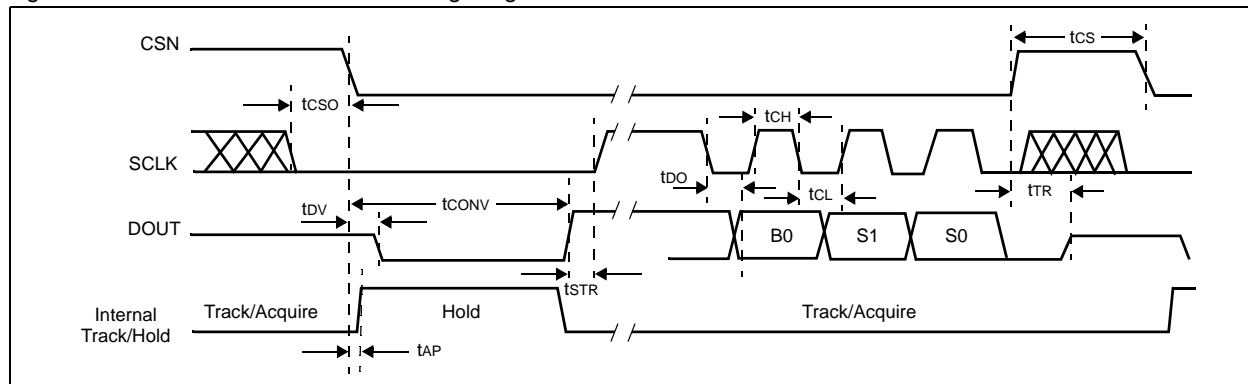 CSN
tCS
tCSO
tCH
SCLK
tDO
tCL
tTR
tDV
tCONV
DOUT
B0
S1
S0
tSTR
Internal
Track/Hold
Track/Acquire
Hold
Track/Acquire
tAP